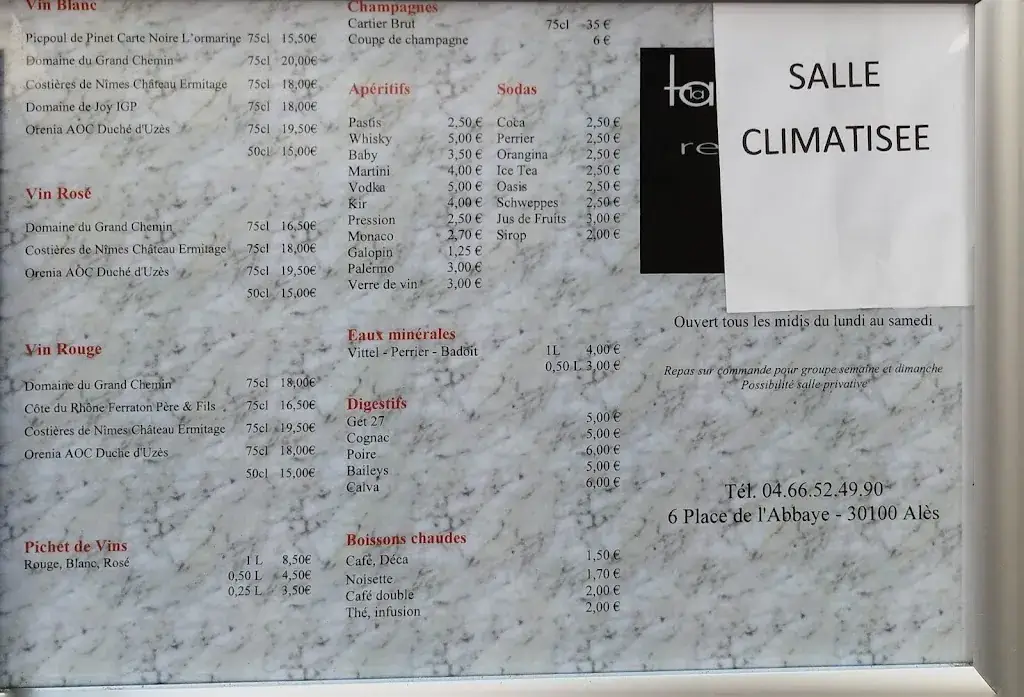 Vin Blanc
Picpoul de Pinet Carte Noire L'ormarine 75cl 15,50€
Domaine du Grand Chemin 75cl 20,00€
Costières de Nîmes Château Ermitage 75cl 18,00€
Domaine de Joy IGP 75cl 18,00€
Orenia AOC Duché d'Uzès 75cl 19,50€
50cl 15,00€
Vin Rosé
Domaine du Grand Chemin 75cl 16,50€
Costières de Nîmes Château Ermitage 75cl 18,00€
Orenia AOC Duché d'Uzès 75cl 19,50€
50cl 15,00€
Vin Rouge
Domaine du Grand Chemin 75cl 18,00€
Côte du Rhône Ferraton Père & Fils 75cl 16,50€
Costières de Nîmes Château Ermitage 75cl 19,50€
Orenia AOC Duché d'Uzès 75cl 18,00€
50cl 15,00€
Pichet de Vins
Rouge, Blanc, Rosé 1 L 8,50€
0,50 L 4,50€
0,25 L 3,50€
Champagnes
Cartier Brut 75cl 35 €
Coupe de champagne 6 €
Apéritifs
Pastis 2,50 €
Whisky 5,00 €
Baby 3,50 €
Martini 4,00 €
Vodka 5,00 €
Kir 4,00 €
Pression 2,50 €
Monaco 2,70 €
Galopin 1,25 €
Palermo 3,00 €
Verre de vin 3,00 €
Sodas
Coca 2,50 €
Perrier 2,50 €
Orangina 2,50 €
Ice Tea 2,50 €
Oasis 2,50 €
Schweppes 2,50 €
Jus de Fruits 3,00 €
Sirop 2,00 €
Eaux minérales
Vittel - Perrier - Badoit 1L 4,00 €
0,50 L 3,00 €
Digestifs
Get 27 5,00 €
Cognac 5,00 €
Poire 6,00 €
Baileys 5,00 €
Calva 6,00 €
Boissons chaudes
Café, Déca 1,50 €
Noisette 1,70 €
Café double 2,00 €
Thé, infusion 2,00 €
SALLE
CLIMATISEE
Ouvert tous les midis du lundi au samedi
Repas sur commande pour groupe semaine et dimanche
Possibilité salle privative
Tél. 04.66.52.49.90
6 Place de l'Abbaye - 30100 Alès